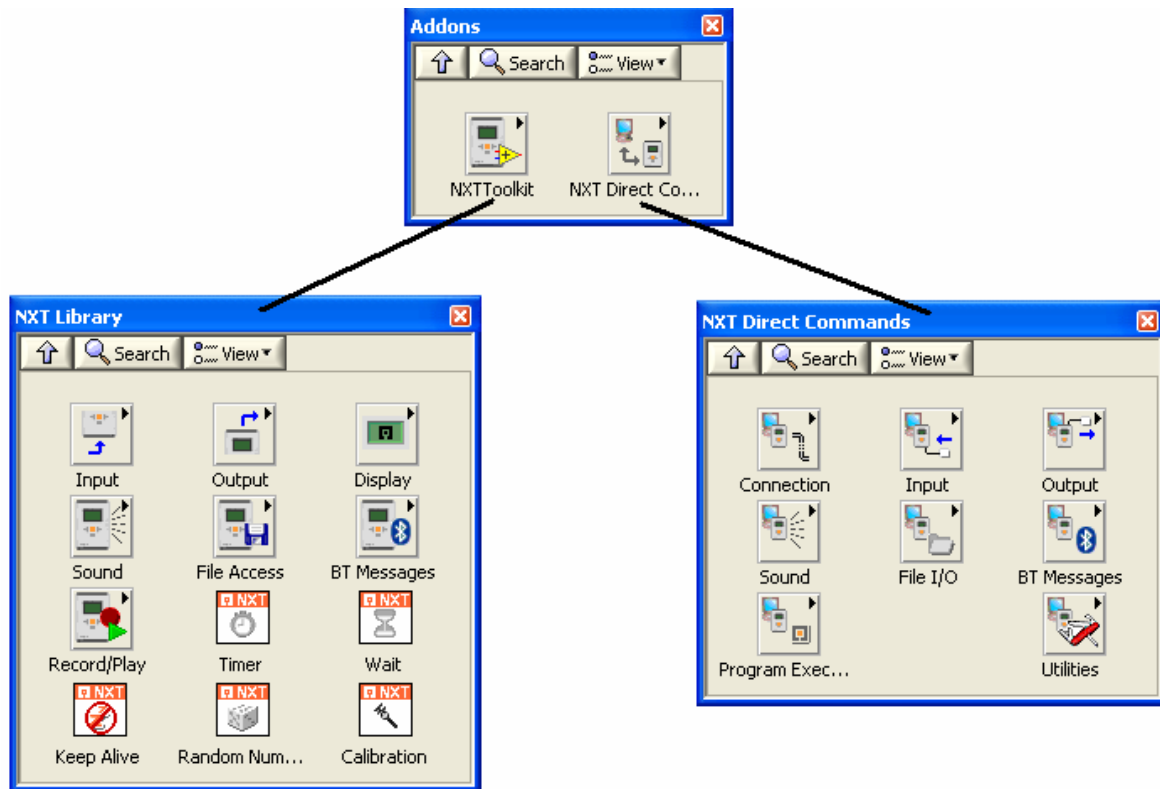 Addons
Search View
NXTToolkit NXT Direct Co...
NXT Library
Search View
Input Output Display
Sound File Access BT Messages
NXT NXT
Record/Play Timer Wait
NXT NXT NXT
Keep Alive Random Num... Calibration
NXT Direct Commands
Search View
Connection Input Output
Sound File I/O BT Messages
Program Exec... Utilities